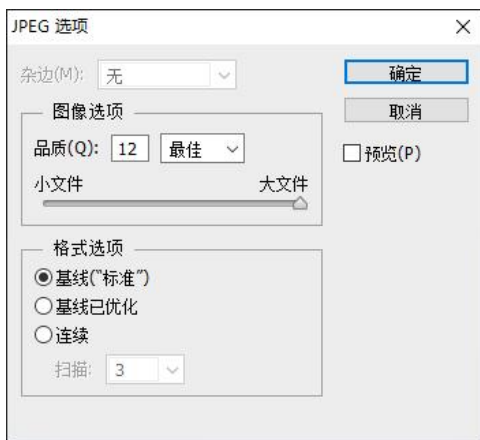 JPEG 选项
杂边(M): 无
确定
取消
预览(P)
图像选项
品质(Q): 12 最佳
小文件 大文件
格式选项
基线("标准")
基线已优化
连续
扫描: 3